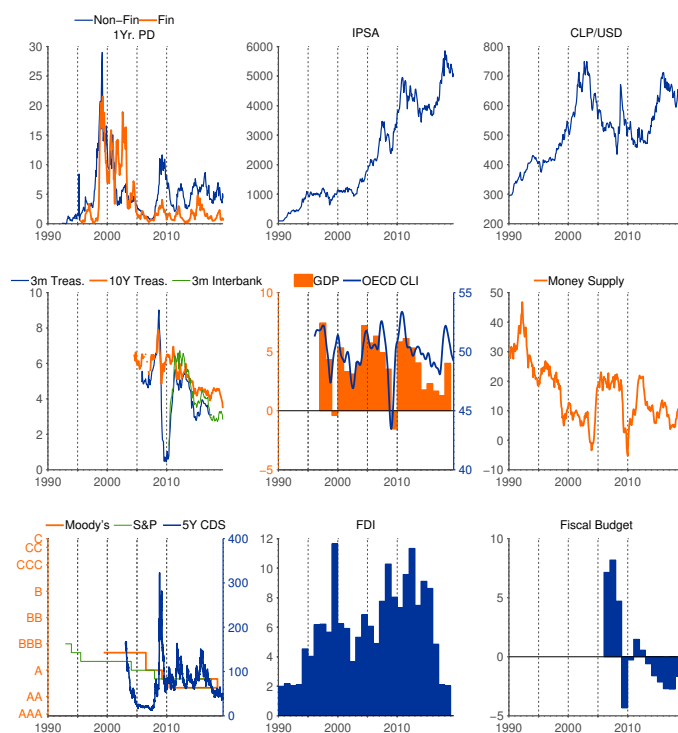 Non-Fin Fin
1Yr. PD
30
25
20
15
10
5
0
1990 2000 2010
IPSA
6000
5000
4000
3000
2000
1000
0
1990 2000 2010
CLP/USD
800
700
600
500
400
300
200
1990 2000 2010
3m Treas. 10Y Treas. 3m Interbank
10
8
6
4
2
0
1990 2000 2010
GDP OECD CLI
10
5
0
−5
55
50
45
40
1990 2000 2010
Money Supply
50
40
30
20
10
0
−10
1990 2000 2010
Moody's S&P 5Y CDS
C
CC
CCC
B
BB
BBB
A
AA
AAA
400
300
200
100
0
1990 2000 2010
FDI
12
10
8
6
4
2
0
1990 2000 2010
Fiscal Budget
10
5
0
−5
1990 2000 2010